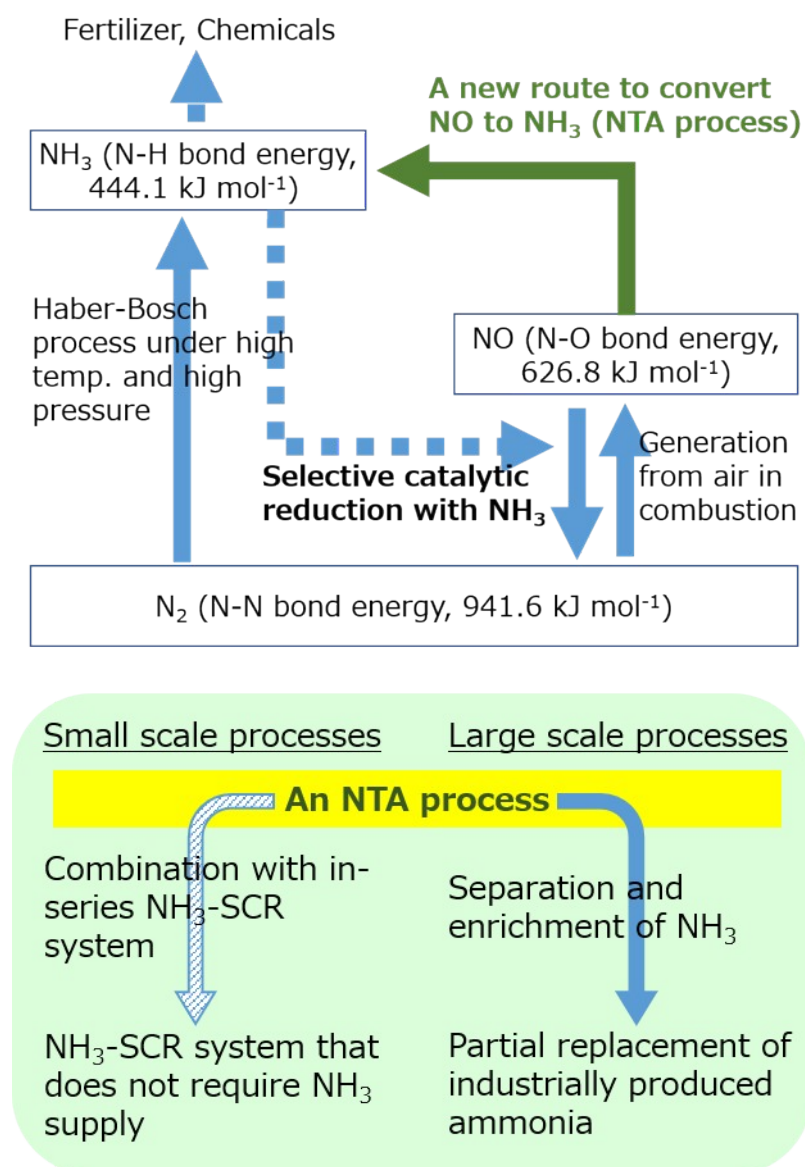 Fertilizer, Chemicals
A new route to convert
NO to NH₃ (NTA process)
NH₃ (N-H bond energy,
444.1 kJ mol⁻¹)
Haber-Bosch
process under high
temp. and high
pressure
NO (N-O bond energy,
626.8 kJ mol⁻¹)
Selective catalytic
reduction with NH₃
Generation
from air in
combustion
N₂ (N-N bond energy, 941.6 kJ mol⁻¹)
Small scale processes
Large scale processes
An NTA process
Combination with in-
series NH₃-SCR
system
Separation and
enrichment of NH₃
NH₃-SCR system that
does not require NH₃
supply
Partial replacement of
industrially produced
ammonia